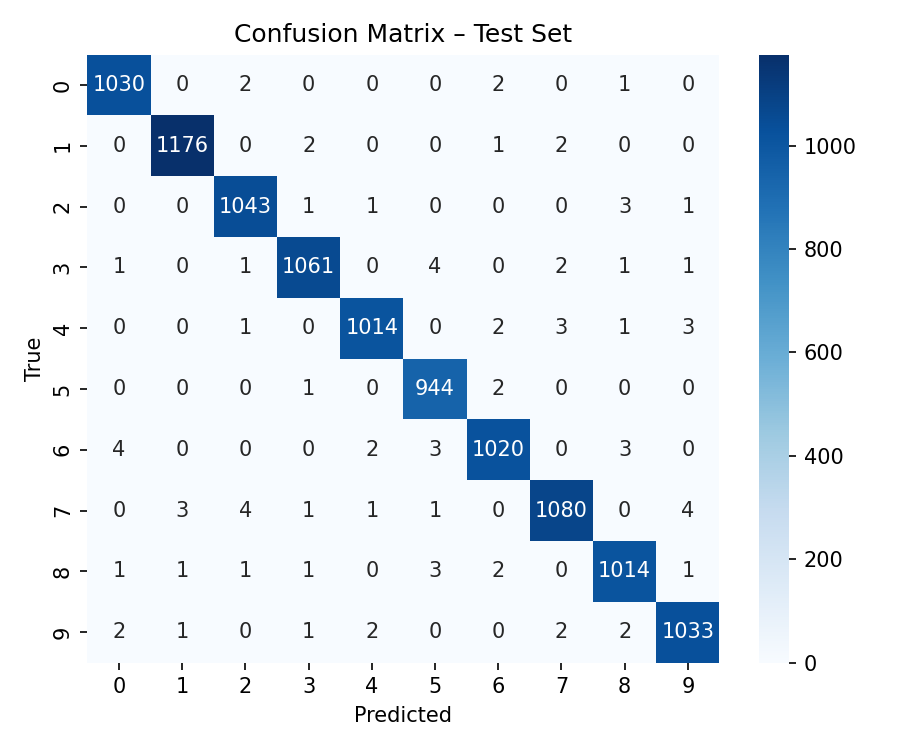 Confusion Matrix – Test Set
0 1030 0 2 0 0 0 2 0 1 0
1 0 1176 0 2 0 0 1 2 0 0
2 0 0 1043 1 1 0 0 0 3 1
3 1 0 1 1061 0 4 0 2 1 1
4 0 0 1 0 1014 0 2 3 1 3
5 0 0 0 1 0 944 2 0 0 0
6 4 0 0 0 2 3 1020 0 3 0
7 0 3 4 1 1 1 0 1080 0 4
8 1 1 1 1 0 3 2 0 1014 1
9 2 1 0 1 2 0 0 2 2 1033
0 1 2 3 4 5 6 7 8 9
Predicted
True
1000
800
600
400
200
0